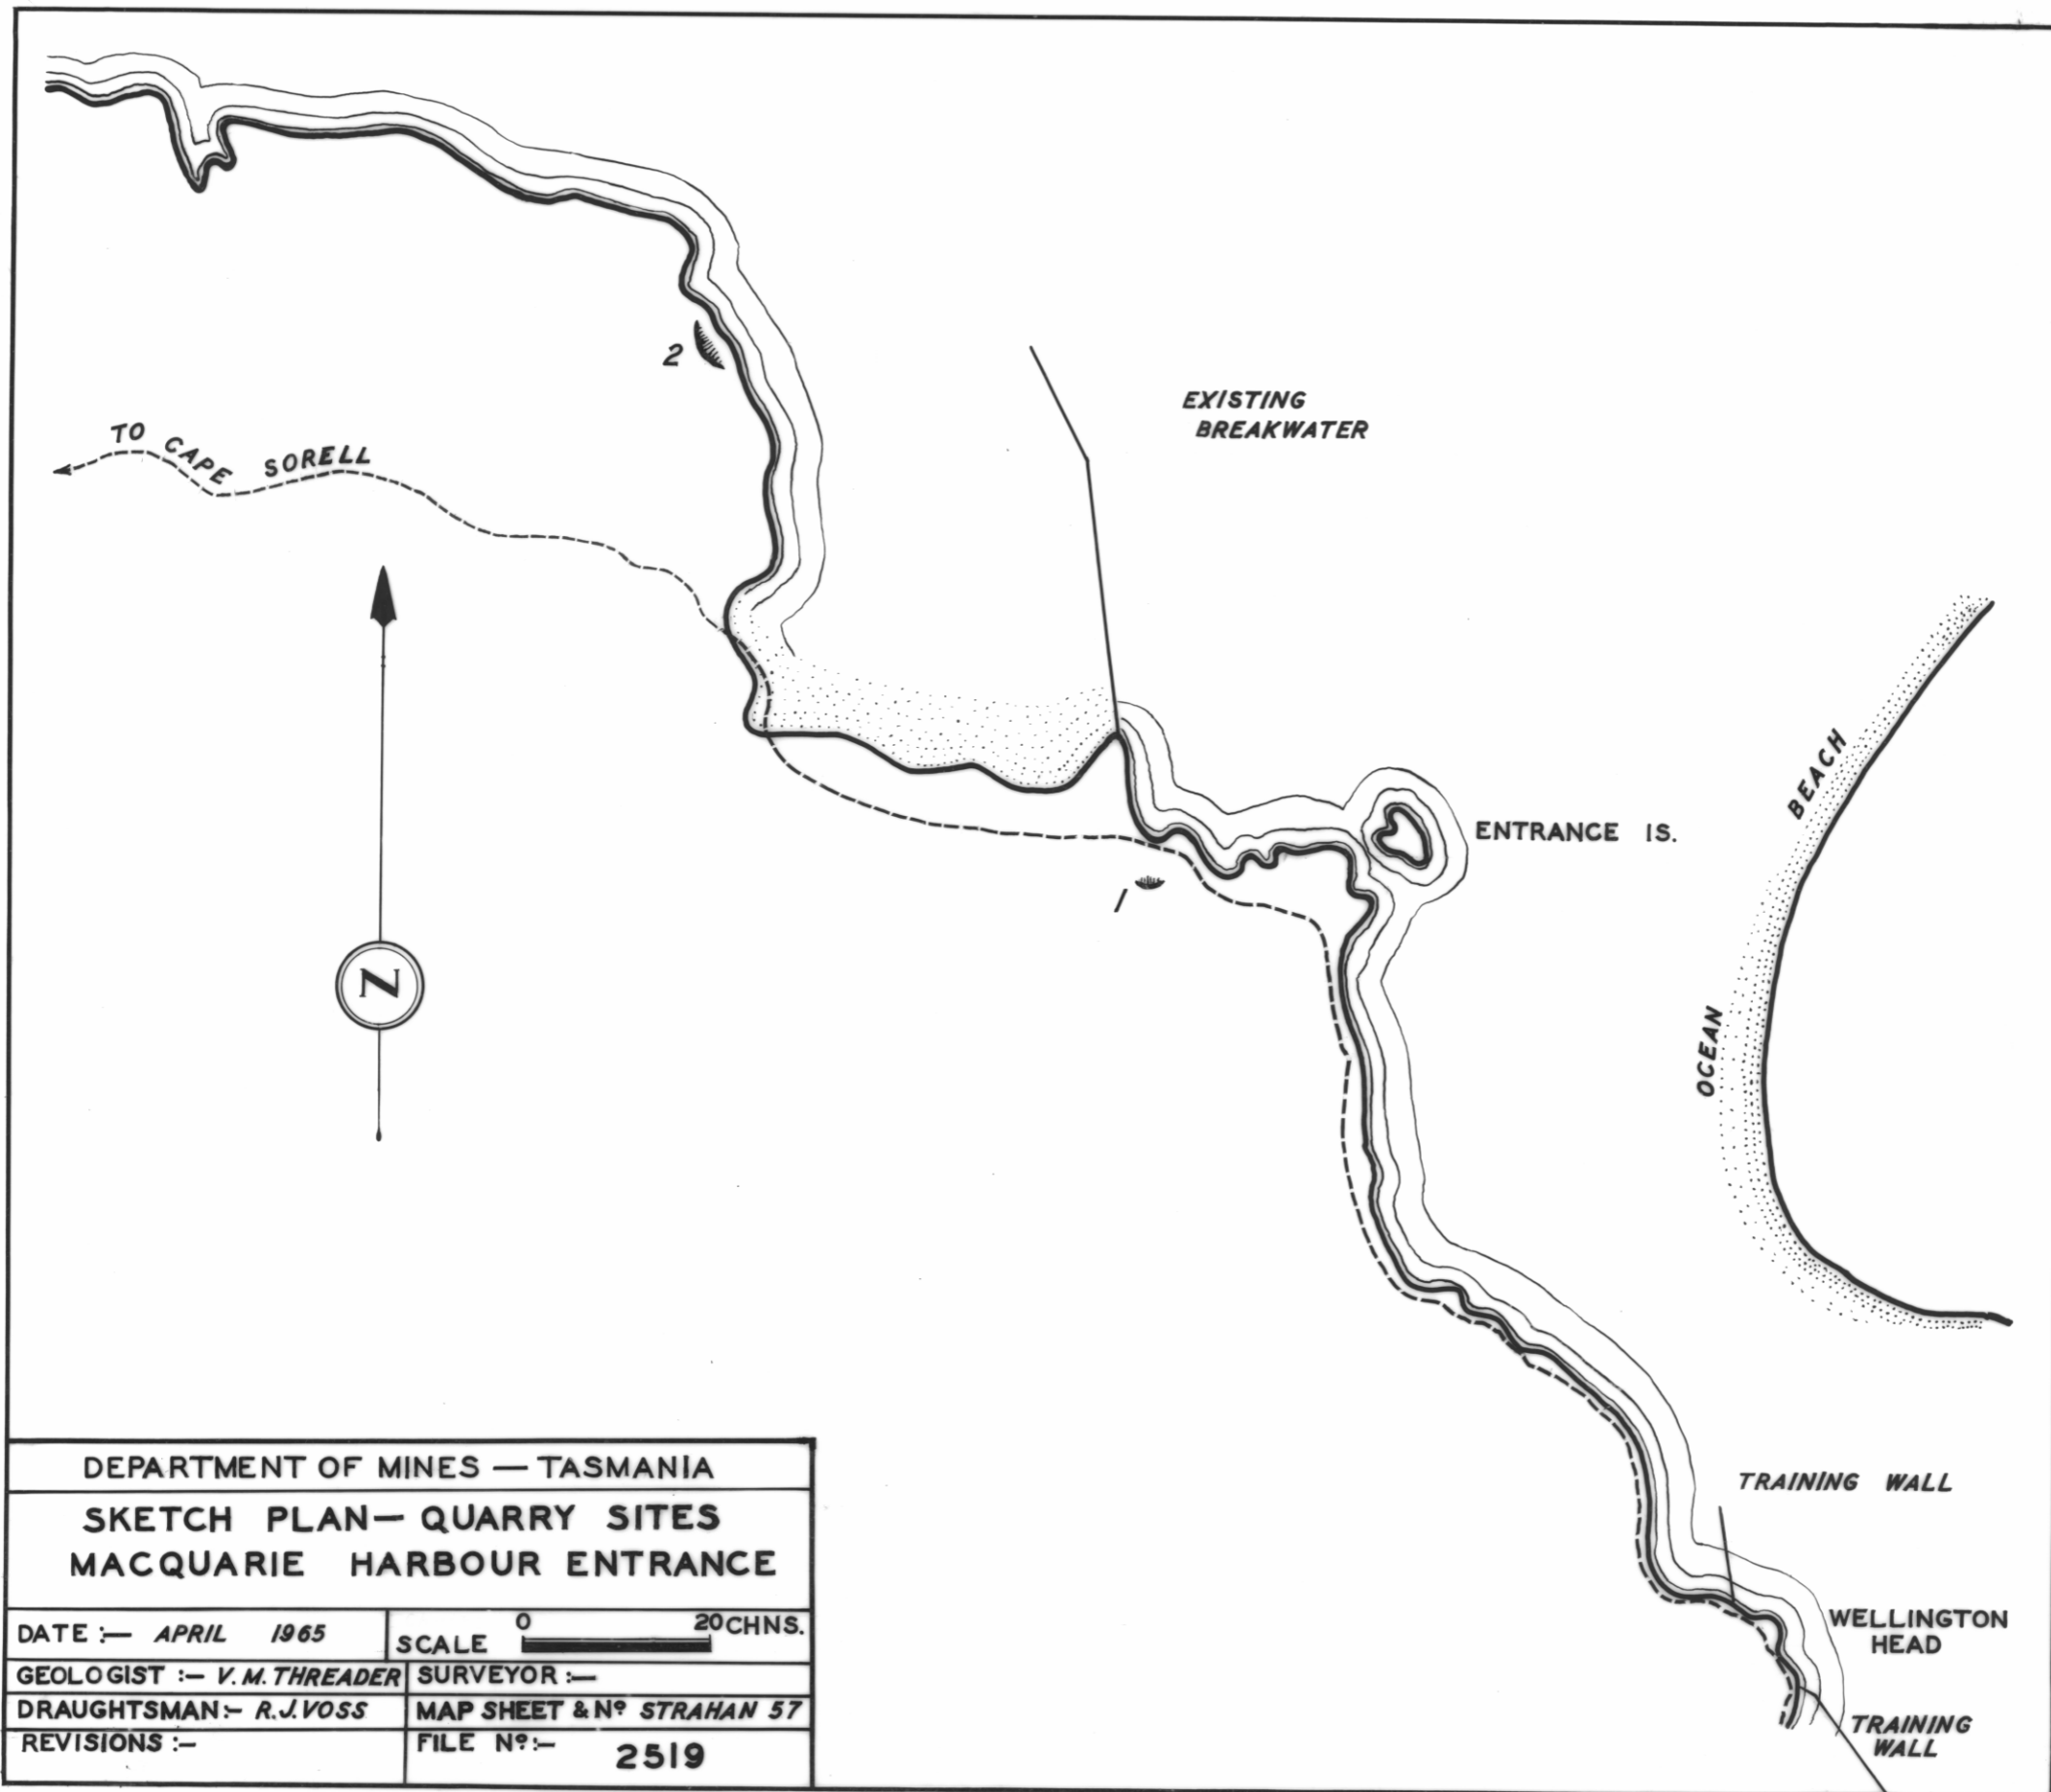 2
EXISTING
BREAKWATER
TO CAPE SORELL
BEACH
ENTRANCE IS.
1
N
OCEAN
TRAINING WALL
WELLINGTON
HEAD
TRAINING
WALL
DEPARTMENT OF MINES — TASMANIA
SKETCH PLAN — QUARRY SITES
MACQUARIE HARBOUR ENTRANCE
DATE :— APRIL 1965
SCALE 0 20 CHNS.
GEOLOGIST :— V.M. THREADER
SURVEYOR :—
DRAUGHTSMAN :— R.J. VOSS
MAP SHEET & Nº STRAHAN 57
REVISIONS :—
FILE Nº :— 2519